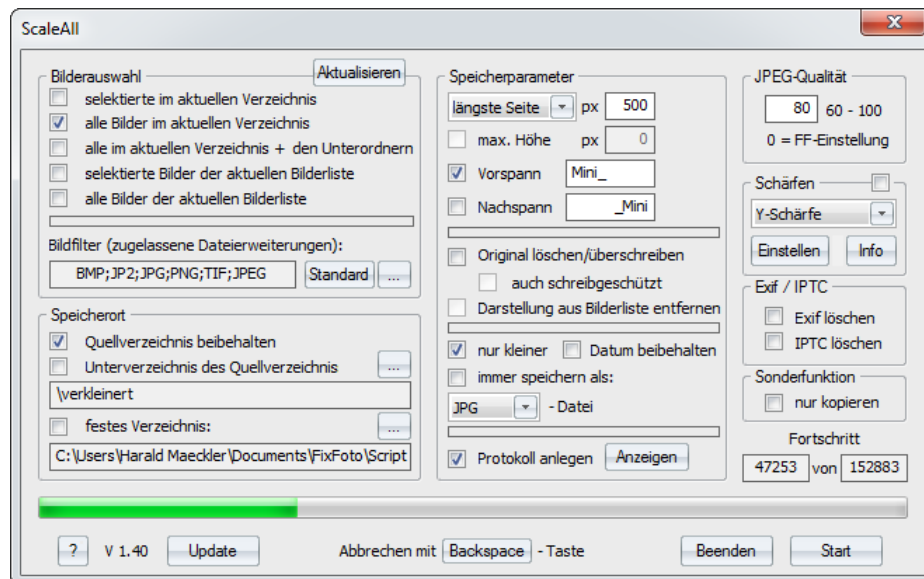 ScaleAll
Bilderauswahl
Aktualisieren
selektierte im aktuellen Verzeichnis
alle Bilder im aktuellen Verzeichnis
alle im aktuellen Verzeichnis + den Unterordnern
selektierte Bilder der aktuellen Bilderliste
alle Bilder der aktuellen Bilderliste
Bildfilter (zugelassene Dateierweiterungen):
BMP;JP2;JPG;PNG;TIF;JPEG Standard ...
Speicherort
Quellverzeichnis beibehalten
Unterverzeichnis des Quellverzeichnis ...
\verkleinert
festes Verzeichnis: ...
C:\Users\Harald Maeckler\Documents\FixFoto\Script
Speicherparameter
längste Seite px 500
max. Höhe px 0
Vorspann Mini_
Nachspann _Mini
Original löschen/überschreiben
auch schreibgeschützt
Darstellung aus Bilderliste entfernen
nur kleiner Datum beibehalten
immer speichern als:
JPG - Datei
Protokoll anlegen Anzeigen
JPEG-Qualität
80 60 - 100
0 = FF-Einstellung
Schärfen
Y-Schärfe
Einstellen Info
Exif / IPTC
Exif löschen
IPTC löschen
Sonderfunktion
nur kopieren
Fortschritt
47253 von 152883
? V 1.40 Update Abbrechen mit Backspace - Taste Beenden Start